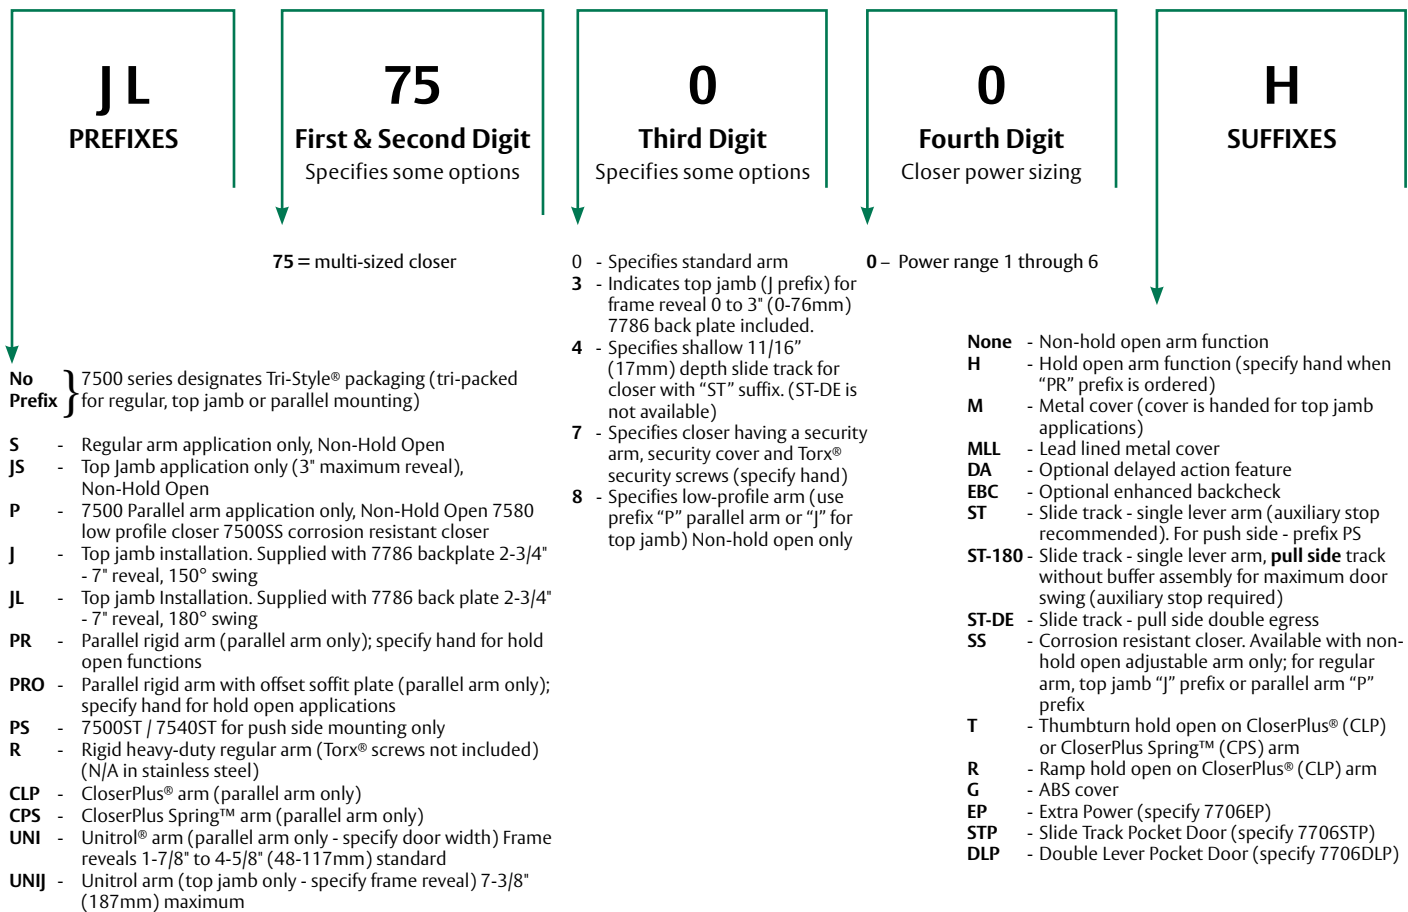 J L
PREFIXES
75
First & Second Digit
Specifies some options
0
Third Digit
Specifies some options
0
Fourth Digit
Closer power sizing
H
SUFFIXES
No
Prefix
} 7500 series designates Tri-Style® packaging (tri-packed
for regular, top jamb or parallel mounting)
S - Regular arm application only, Non-Hold Open
JS - Top Jamb application only (3" maximum reveal),
Non-Hold Open
P - 7500 Parallel arm application only, Non-Hold Open 7580
low profile closer 7500SS corrosion resistant closer
J - Top jamb installation. Supplied with 7786 backplate 2-3/4"
- 7" reveal, 150° swing
JL - Top jamb Installation. Supplied with 7786 back plate 2-3/4"
- 7" reveal, 180° swing
PR - Parallel rigid arm (parallel arm only); specify hand for hold
open functions
PRO - Parallel rigid arm with offset soffit plate (parallel arm only);
specify hand for hold open applications
PS - 7500ST / 7540ST for push side mounting only
R - Rigid heavy-duty regular arm (Torx® screws not included)
(N/A in stainless steel)
CLP - CloserPlus® arm (parallel arm only)
CPS - CloserPlus Spring™ arm (parallel arm only)
UNI - Unitrol® arm (parallel arm only - specify door width) Frame
reveals 1-7/8" to 4-5/8" (48-117mm) standard
UNIJ - Unitrol arm (top jamb only - specify frame reveal) 7-3/8"
(187mm) maximum
75 = multi-sized closer
0 - Specifies standard arm
3 - Indicates top jamb (J prefix) for
frame reveal 0 to 3" (0-76mm)
7786 back plate included.
4 - Specifies shallow 11/16”
(17mm) depth slide track for
closer with “ST” suffix. (ST-DE is
not available)
7 - Specifies closer having a security
arm, security cover and Torx®
security screws (specify hand)
8 - Specifies low-profile arm (use
prefix “P” parallel arm or “J” for
top jamb) Non-hold open only
0 – Power range 1 through 6
None - Non-hold open arm function
H - Hold open arm function (specify hand when
“PR” prefix is ordered)
M - Metal cover (cover is handed for top jamb
applications)
MLL - Lead lined metal cover
DA - Optional delayed action feature
EBC - Optional enhanced backcheck
ST - Slide track - single lever arm (auxiliary stop
recommended). For push side - prefix PS
ST-180 - Slide track - single lever arm, pull side track
without buffer assembly for maximum door
swing (auxiliary stop required)
ST-DE - Slide track - pull side double egress
SS - Corrosion resistant closer. Available with non-
hold open adjustable arm only; for regular
arm, top jamb “J” prefix or parallel arm “P”
prefix
T - Thumbturn hold open on CloserPlus® (CLP)
or CloserPlus Spring™ (CPS) arm
R - Ramp hold open on CloserPlus® (CLP) arm
G - ABS cover
EP - Extra Power (specify 7706EP)
STP - Slide Track Pocket Door (specify 7706STP)
DLP - Double Lever Pocket Door (specify 7706DLP)